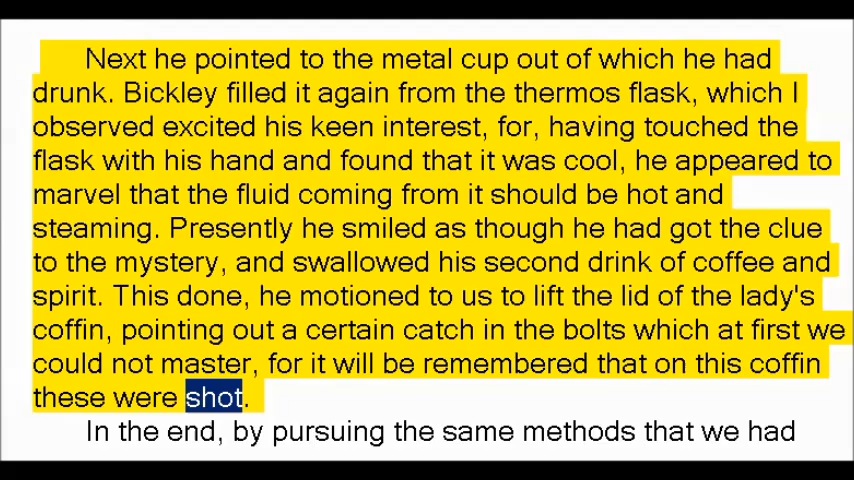 Next he pointed to the metal cup out of which he had
drunk. Bickley filled it again from the thermos flask, which I
observed excited his keen interest, for, having touched the
flask with his hand and found that it was cool, he appeared to
marvel that the fluid coming from it should be hot and
steaming. Presently he smiled as though he had got the clue
to the mystery, and swallowed his second drink of coffee and
spirit. This done, he motioned to us to lift the lid of the lady's
coffin, pointing out a certain catch in the bolts which at first we
could not master, for it will be remembered that on this coffin
these were shot.
In the end, by pursuing the same methods that we had